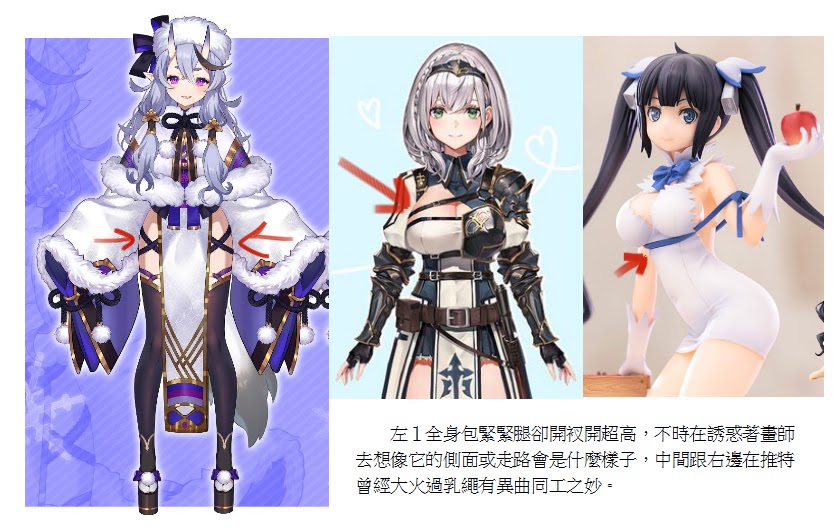 左１全身包緊緊腿卻開衩開超高，不時在誘惑著畫師
去想像它的側面或走路會是什麼樣子，中間跟右邊在推特
曾經大火過乳繩有異曲同工之妙。